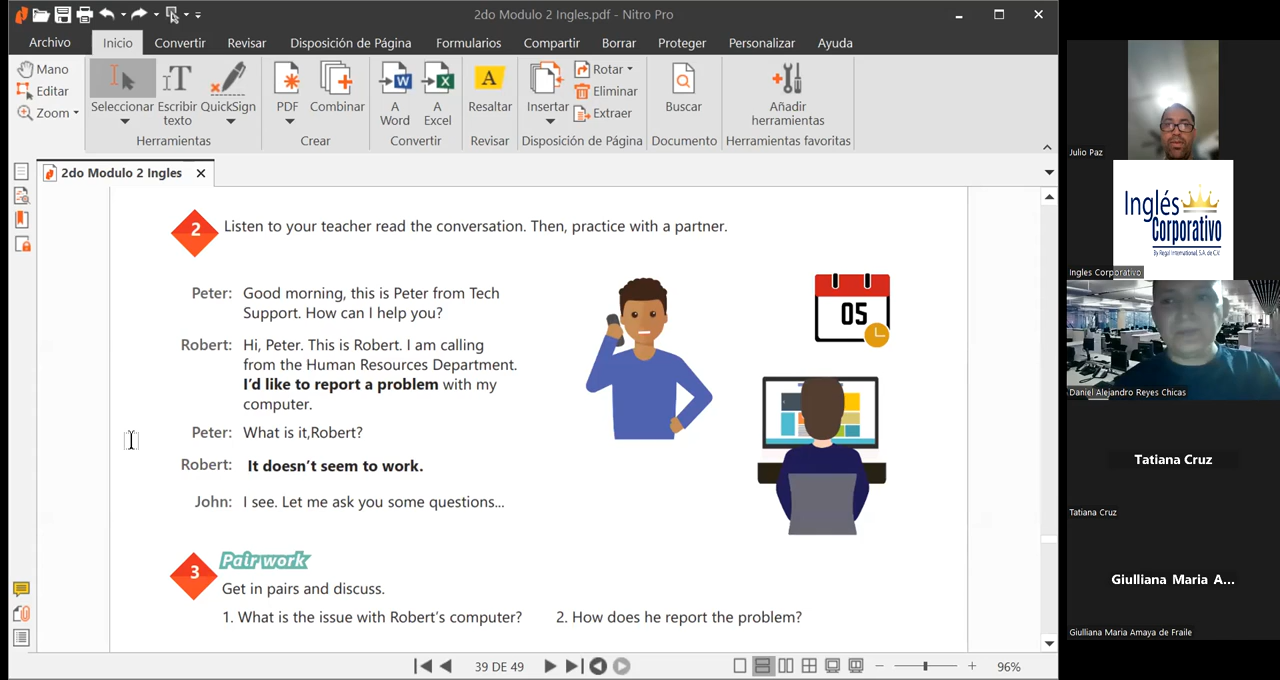 2do Modulo 2 Ingles.pdf - Nitro Pro
Archivo Inicio Convertir Revisar Disposición de Página Formularios Compartir Borrar Proteger Personalizar Ayuda
Mano
Editar
Zoom
Seleccionar
Escribir texto
QuickSign
Herramientas
PDF
Combinar
Crear
A Word
A Excel
Convertir
A
Resaltar
Revisar
Insertar
Rotar
Eliminar
Extraer
Disposición de Página
Buscar
Documento
Añadir herramientas
Herramientas favoritas
2do Modulo 2 Ingles
2 Listen to your teacher read the conversation. Then, practice with a partner.
Peter: Good morning, this is Peter from Tech
Support. How can I help you?
Robert: Hi, Peter. This is Robert. I am calling
from the Human Resources Department.
I'd like to report a problem with my
computer.
Peter: What is it,Robert?
Robert: It doesn't seem to work.
John: I see. Let me ask you some questions...
05
3 Pair work
Get in pairs and discuss.
1. What is the issue with Robert's computer? 2. How does he report the problem?
39 DE 49
96%
Julio Paz
Inglés
Corporativo
By Regal International, S.A. de C.V.
Ingles Corporativo
Daniel Alejandro Reyes Chicas
Tatiana Cruz
Tatiana Cruz
Giulliana Maria A...
Giulliana Maria Amaya de Fraile